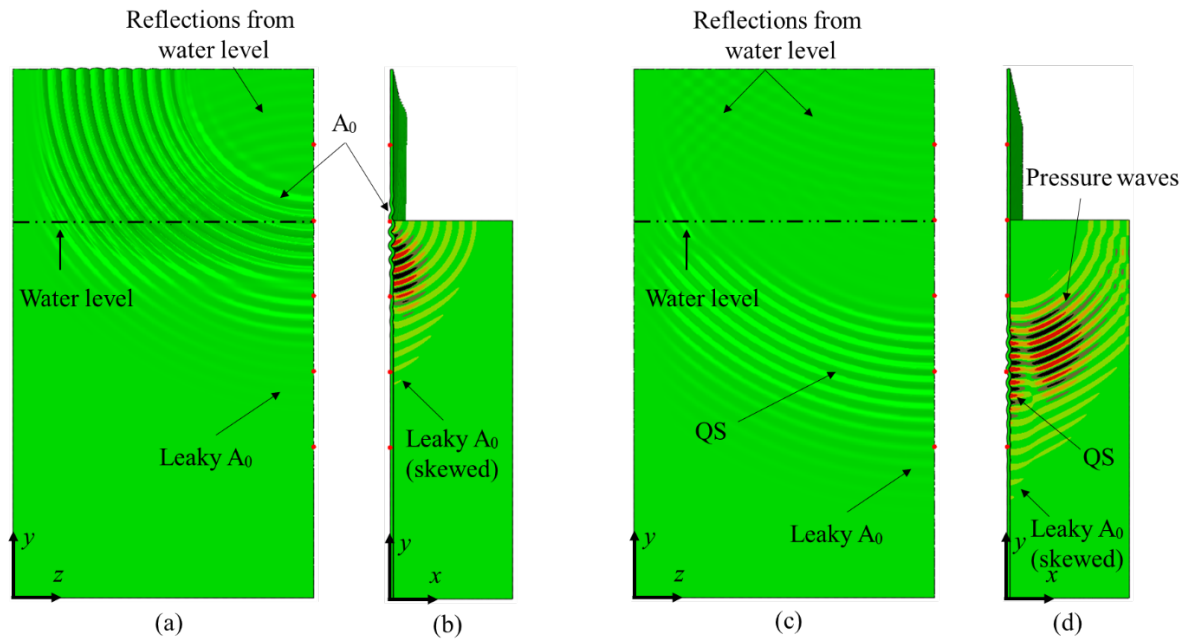 Reflections from
water level
A₀
Water level
Leaky A₀
y
z
(a)
Leaky A₀
(skewed)
y
x
(b)
Reflections from
water level
Water level
QS
Leaky A₀
y
z
(c)
Pressure waves
QS
Leaky A₀
(skewed)
y
x
(d)